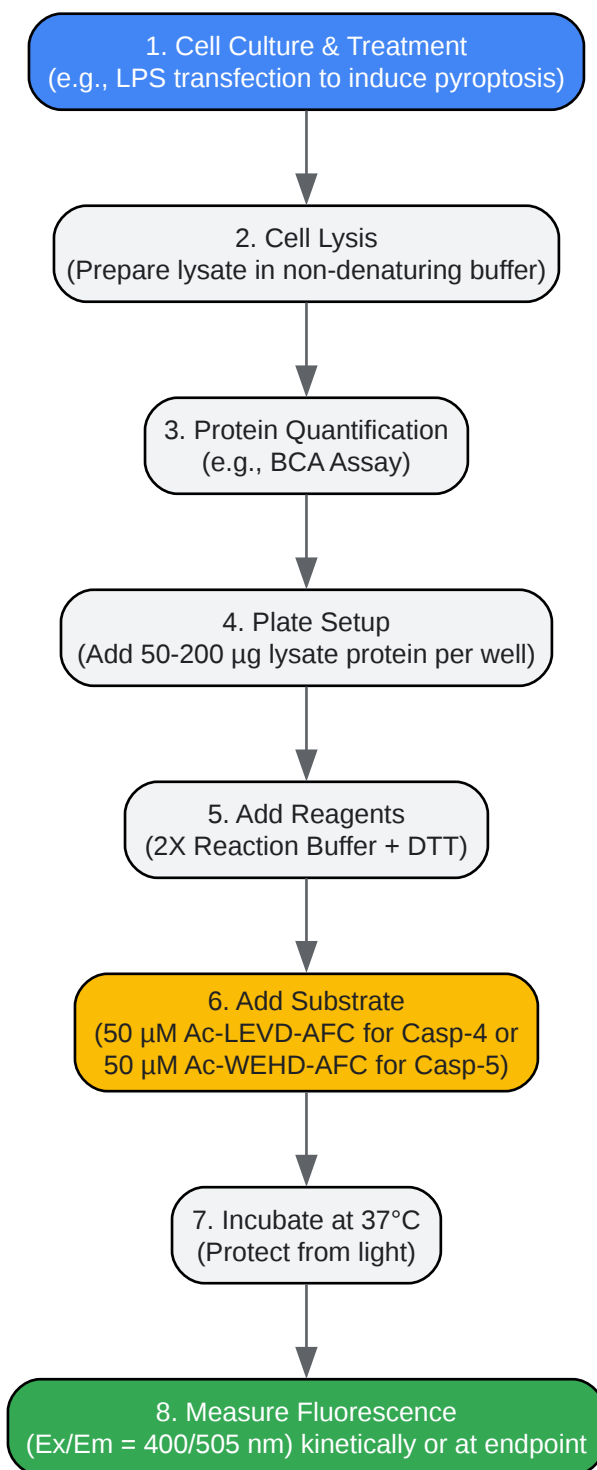 1. Cell Culture & Treatment
(e.g., LPS transfection to induce pyroptosis)
2. Cell Lysis
(Prepare lysate in non-denaturing buffer)
3. Protein Quantification
(e.g., BCA Assay)
4. Plate Setup
(Add 50-200 µg lysate protein per well)
5. Add Reagents
(2X Reaction Buffer + DTT)
6. Add Substrate
(50 µM Ac-LEVD-AFC for Casp-4 or
50 µM Ac-WEHD-AFC for Casp-5)
7. Incubate at 37°C
(Protect from light)
8. Measure Fluorescence
(Ex/Em = 400/505 nm) kinetically or at endpoint